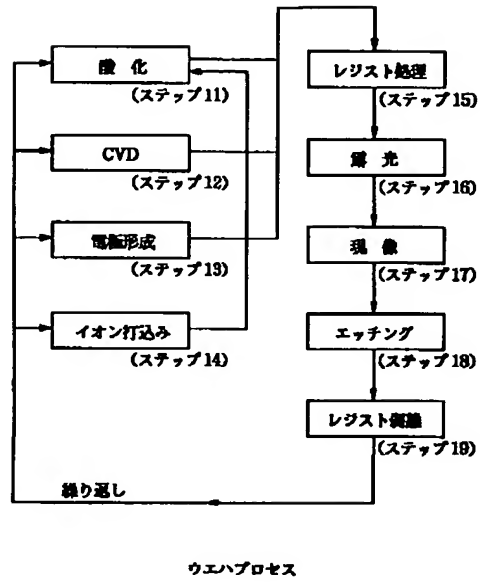 酸 化
(ステップ11)
CVD
(ステップ12)
電極形成
(ステップ13)
イオン打込み
(ステップ14)
レジスト処理
(ステップ15)
露 光
(ステップ16)
現 像
(ステップ17)
エッチング
(ステップ18)
レジスト剝離
(ステップ19)
繰り返し
ウエハプロセス